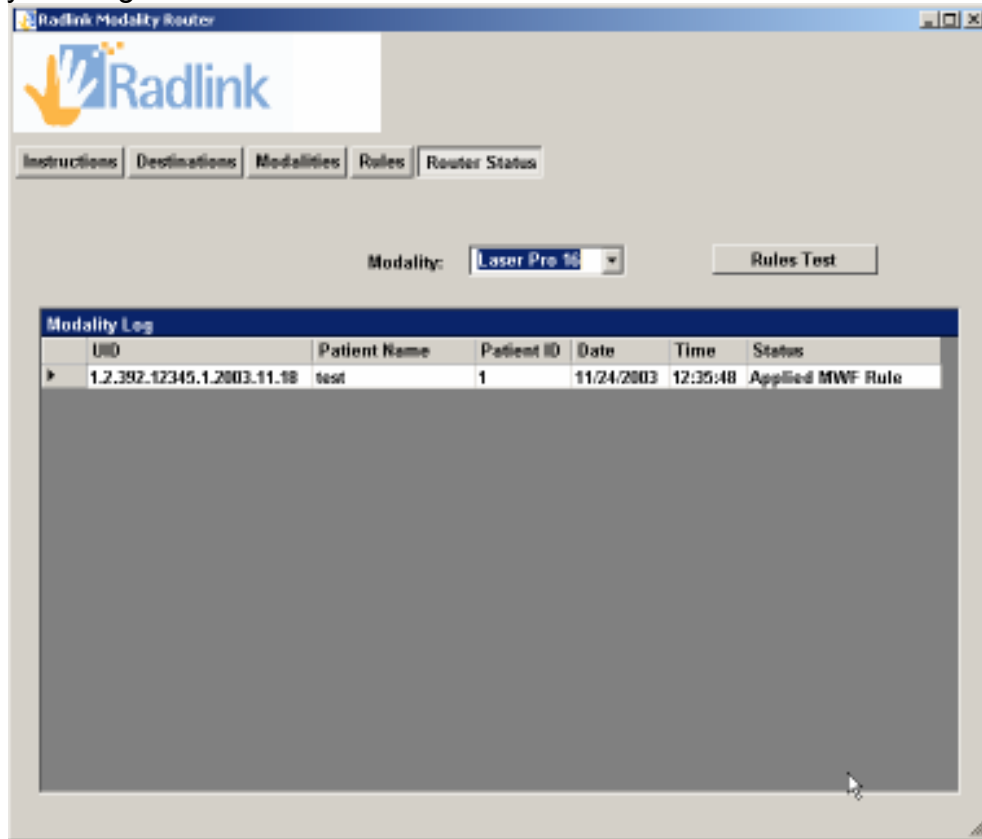 Radlink Modality Router
Radlink
Instructions Destinations Modalities Rules Router Status
Modality: Laser Pro 16 Rules Test
Modality Log
UID Patient Name Patient ID Date Time Status
1.2.392.12345.1.2003.11.18 test 1 11/24/2003 12:35:48 Applied MWF Rule